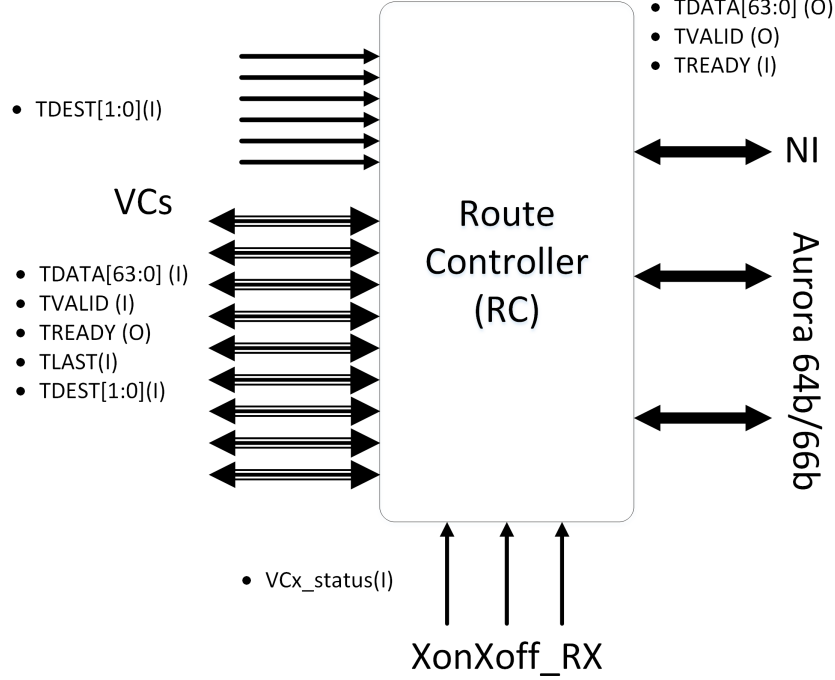 • TDATA[63:0] (O)
• TVALID (O)
• TREADY (I)
• TDEST[1:0](I)
NI
VCs
Route
Controller
(RC)
Aurora 64b/66b
• TDATA[63:0] (I)
• TVALID (I)
• TREADY (O)
• TLAST(I)
• TDEST[1:0](I)
• VCx_status(I)
XonXoff_RX